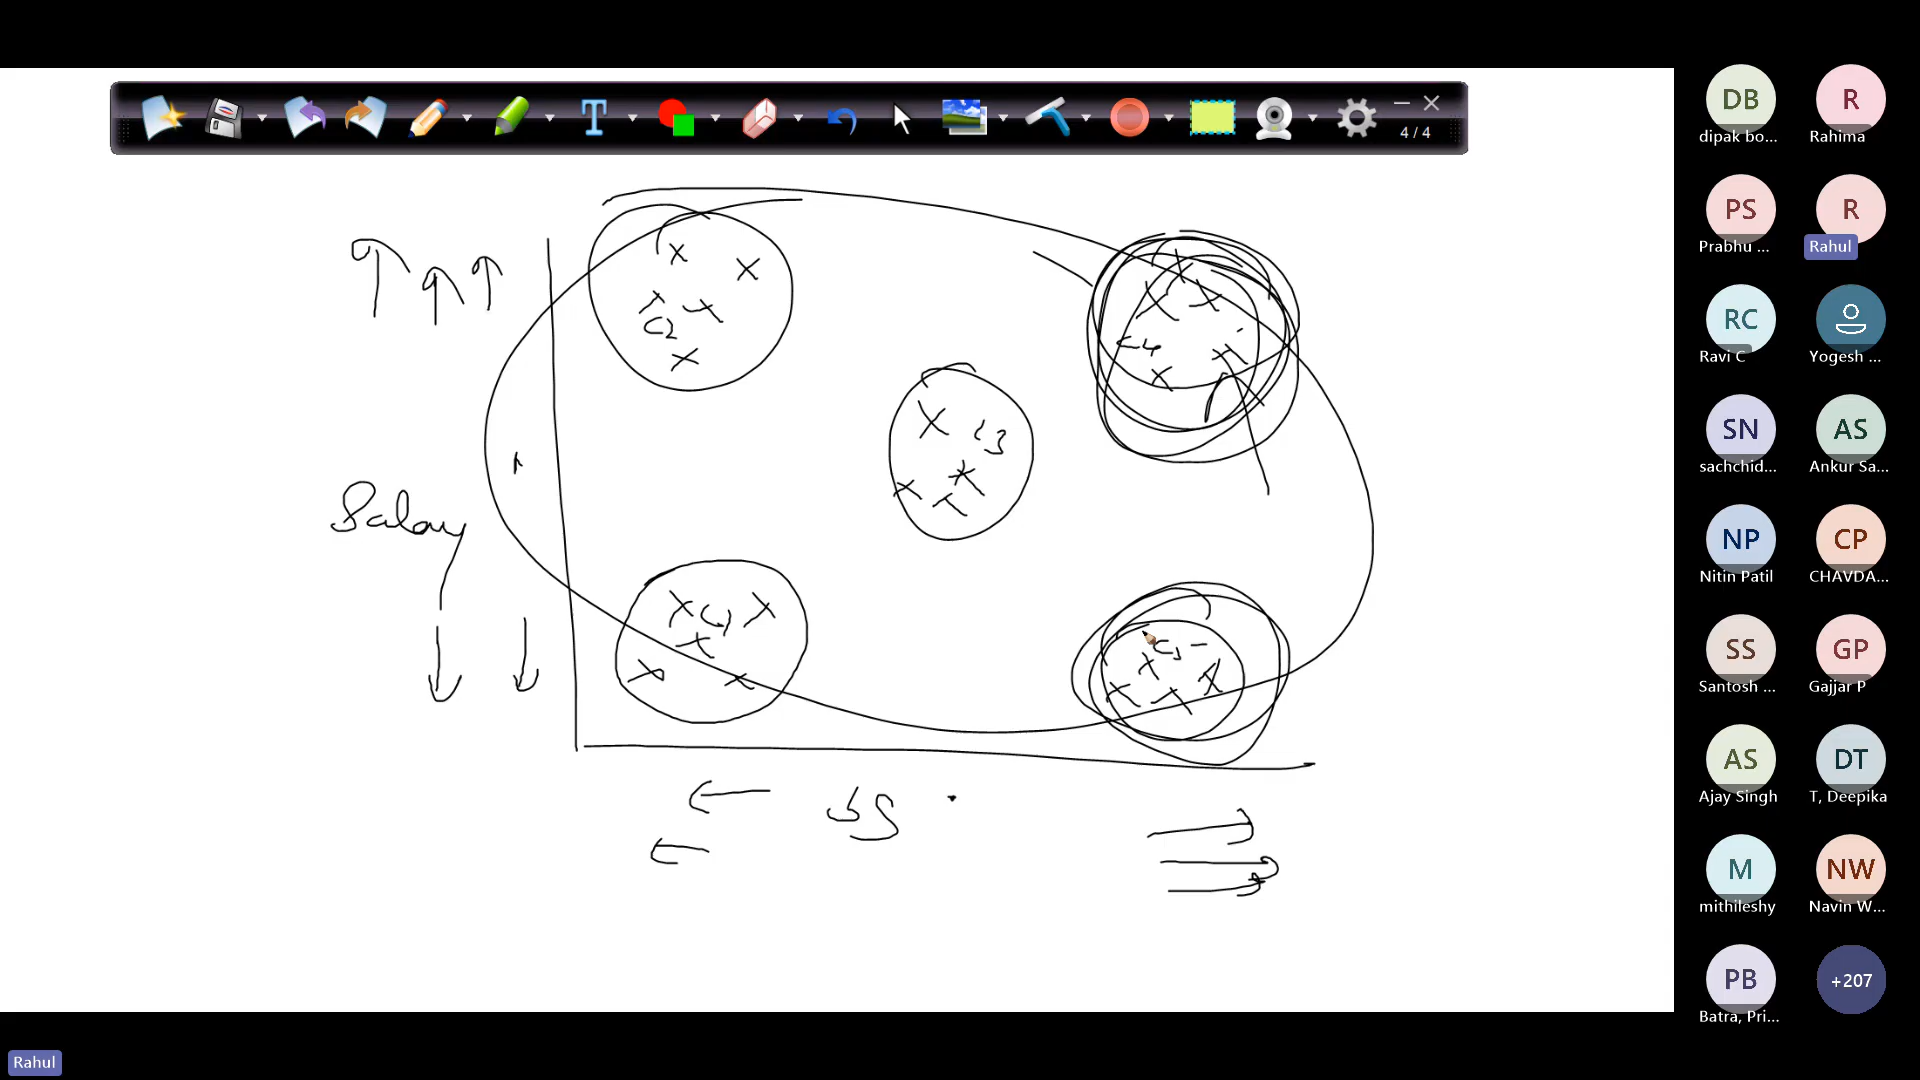 4 / 4
DB
R
dipak bo...
Rahima
PS
R
Prabhu ...
Rahul
RC
Ravi C
Yogesh ...
SN
AS
sachchid...
Ankur Sa...
NP
CP
Nitin Patil
CHAVDA...
SS
GP
Santosh ...
Gajjar P
AS
DT
Ajay Singh
T, Deepika
M
NW
mithileshy
Navin W...
PB
+207
Batra, Pri...
C2
C4
C3
Salary
C1
C5
SS
Rahul